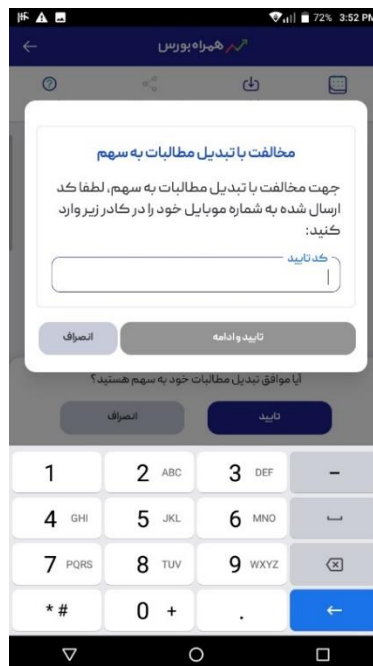 72% 3:52 PM
همراه بورس
مخالفت با تبدیل مطالبات به سهم
جهت مخالفت با تبدیل مطالبات به سهم، لطفا کد
ارسال شده به شماره موبایل خود را در کادر زیر وارد
کنید:
کد تایید
تایید و ادامه
انصراف
آیا موافق تبدیل مطالبات خود به سهم هستید؟
تایید
انصراف
1 2 ABC 3 DEF -
4 GHI 5 JKL 6 MNO
7 PQRS 8 TUV 9 WXYZ
* # 0 + .